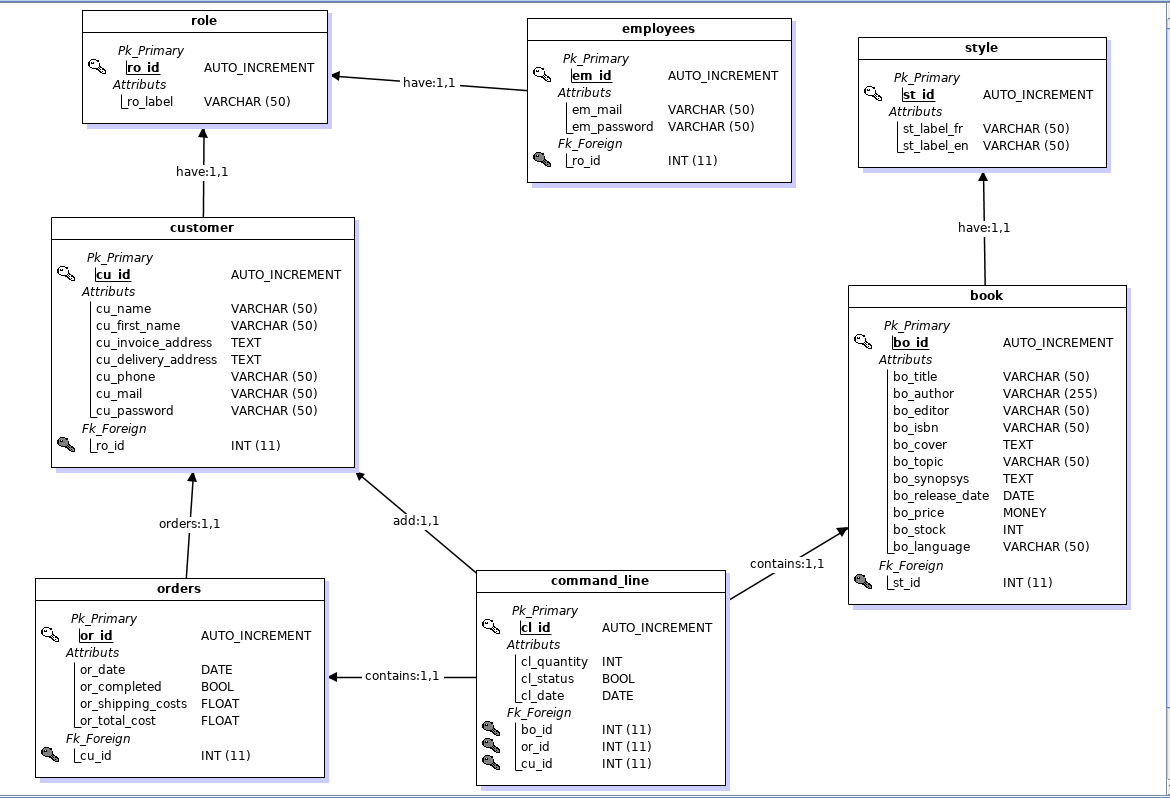 role
Pk_Primary
ro_id AUTO_INCREMENT
Attributs
ro_label VARCHAR (50)
have:1,1
employees
Pk_Primary
em_id AUTO_INCREMENT
Attributs
em_mail VARCHAR (50)
em_password VARCHAR (50)
Fk_Foreign
ro_id INT (11)
style
Pk_Primary
st_id AUTO_INCREMENT
Attributs
st_label_fr VARCHAR (50)
st_label_en VARCHAR (50)
have:1,1
have:1,1
customer
Pk_Primary
cu_id AUTO_INCREMENT
Attributs
cu_name VARCHAR (50)
cu_first_name VARCHAR (50)
cu_invoice_address TEXT
cu_delivery_address TEXT
cu_phone VARCHAR (50)
cu_mail VARCHAR (50)
cu_password VARCHAR (50)
Fk_Foreign
ro_id INT (11)
book
Pk_Primary
bo_id AUTO_INCREMENT
Attributs
bo_title VARCHAR (50)
bo_author VARCHAR (255)
bo_editor VARCHAR (50)
bo_isbn VARCHAR (50)
bo_cover TEXT
bo_topic VARCHAR (50)
bo_synopsys TEXT
bo_release_date DATE
bo_price MONEY
bo_stock INT
bo_language VARCHAR (50)
Fk_Foreign
st_id INT (11)
orders:1,1
add:1,1
contains:1,1
orders
Pk_Primary
or_id AUTO_INCREMENT
Attributs
or_date DATE
or_completed BOOL
or_shipping_costs FLOAT
or_total_cost FLOAT
Fk_Foreign
cu_id INT (11)
contains:1,1
command_line
Pk_Primary
cl_id AUTO_INCREMENT
Attributs
cl_quantity INT
cl_status BOOL
cl_date DATE
Fk_Foreign
bo_id INT (11)
or_id INT (11)
cu_id INT (11)